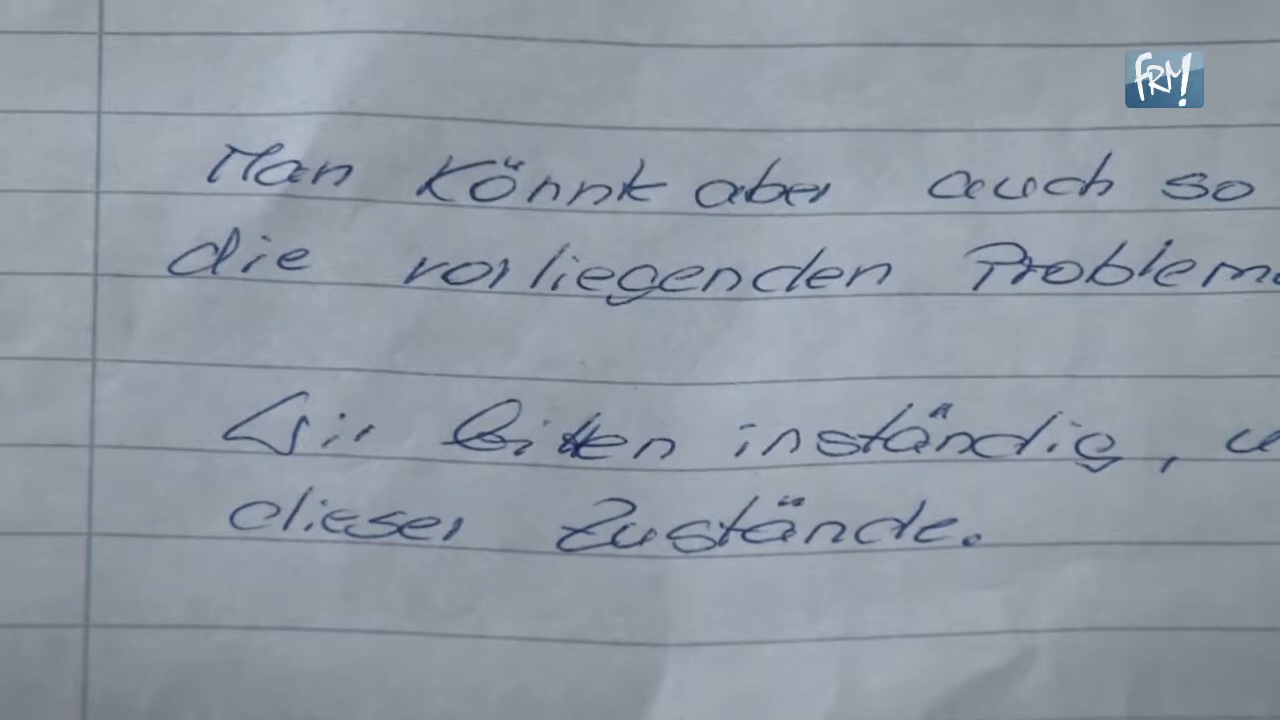 FRM!
Man könnte aber auch so
die vorliegenden Probleme
Wir bitten inständig, u
dieser Zustände.